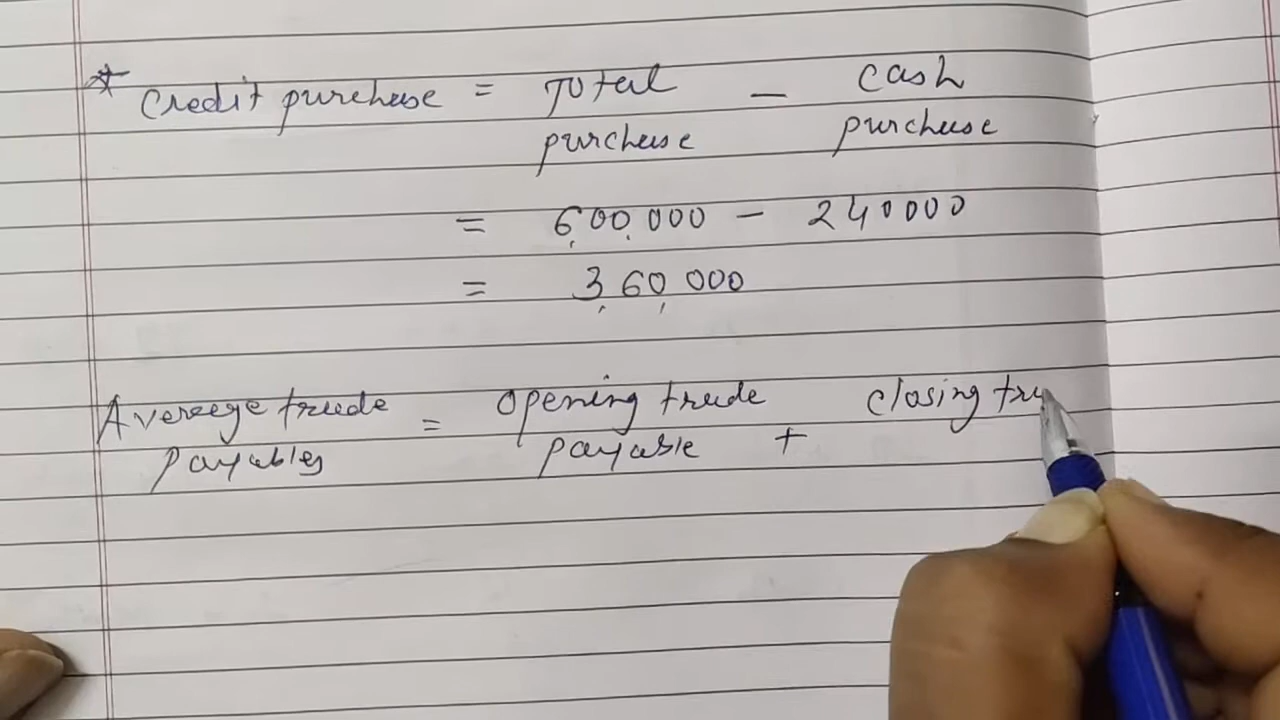 * Credit purchase = Total purchase - cash purchase
= 6,00,000 - 240000
= 3,60,000
Average trade payables = opening trade payable + closing tra